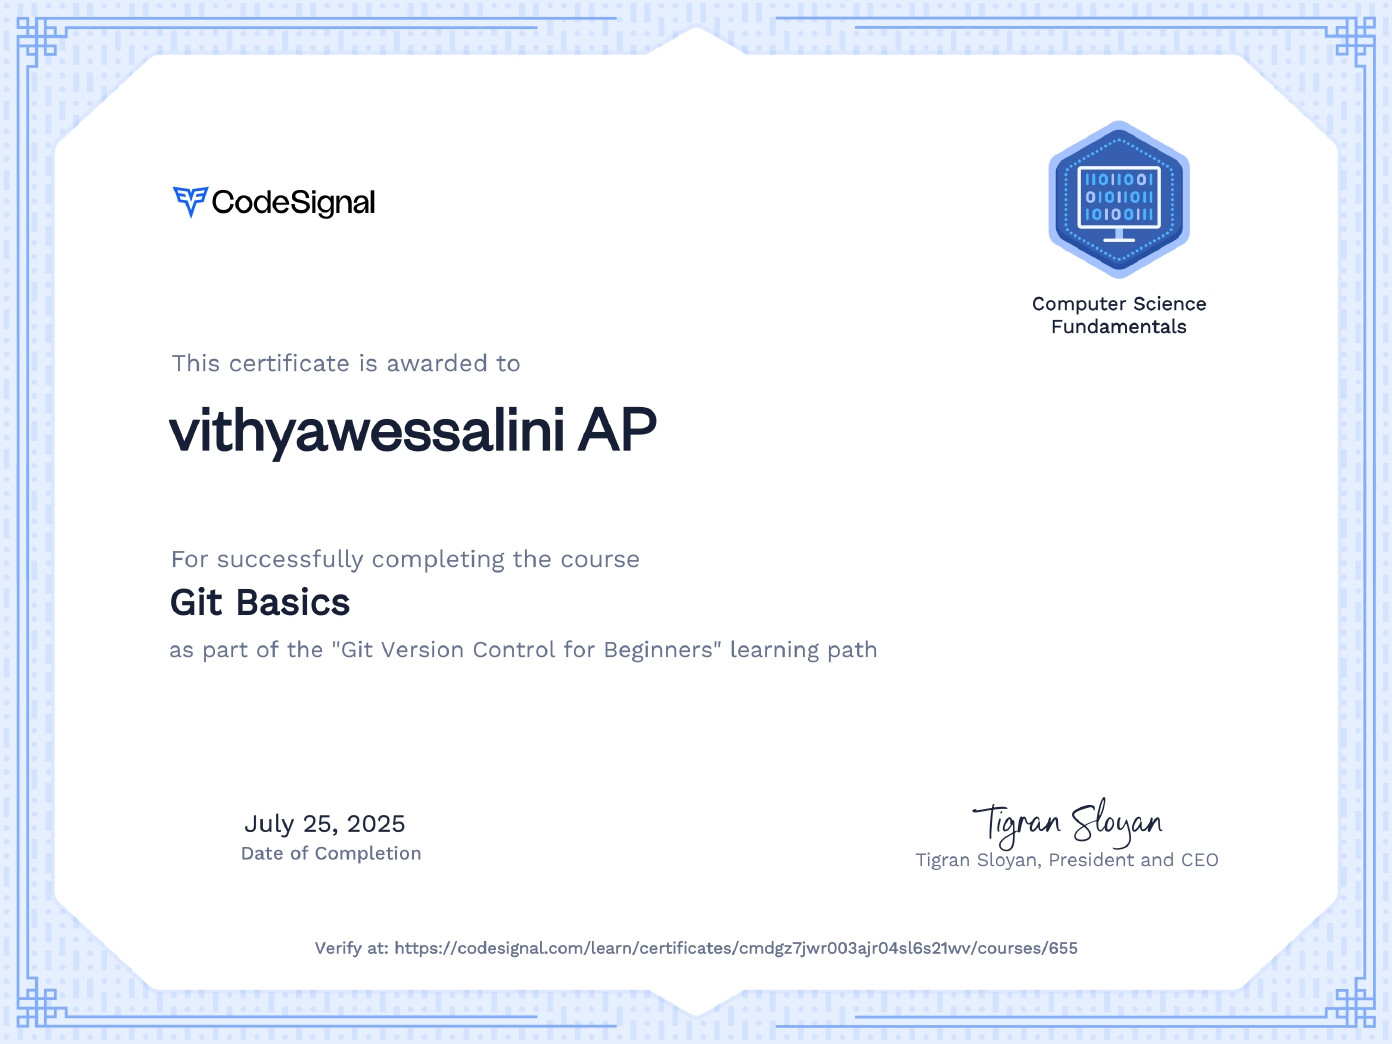 CodeSignal
11011001
01011011
10100111
Computer Science
Fundamentals
This certificate is awarded to
vithyawessalini AP
For successfully completing the course
Git Basics
as part of the "Git Version Control for Beginners" learning path
July 25, 2025
Date of Completion
Tigran Sloyan
Tigran Sloyan, President and CEO
Verify at: https://codesignal.com/learn/certificates/cmdgz7jwr003ajr04sl6s21wv/courses/655